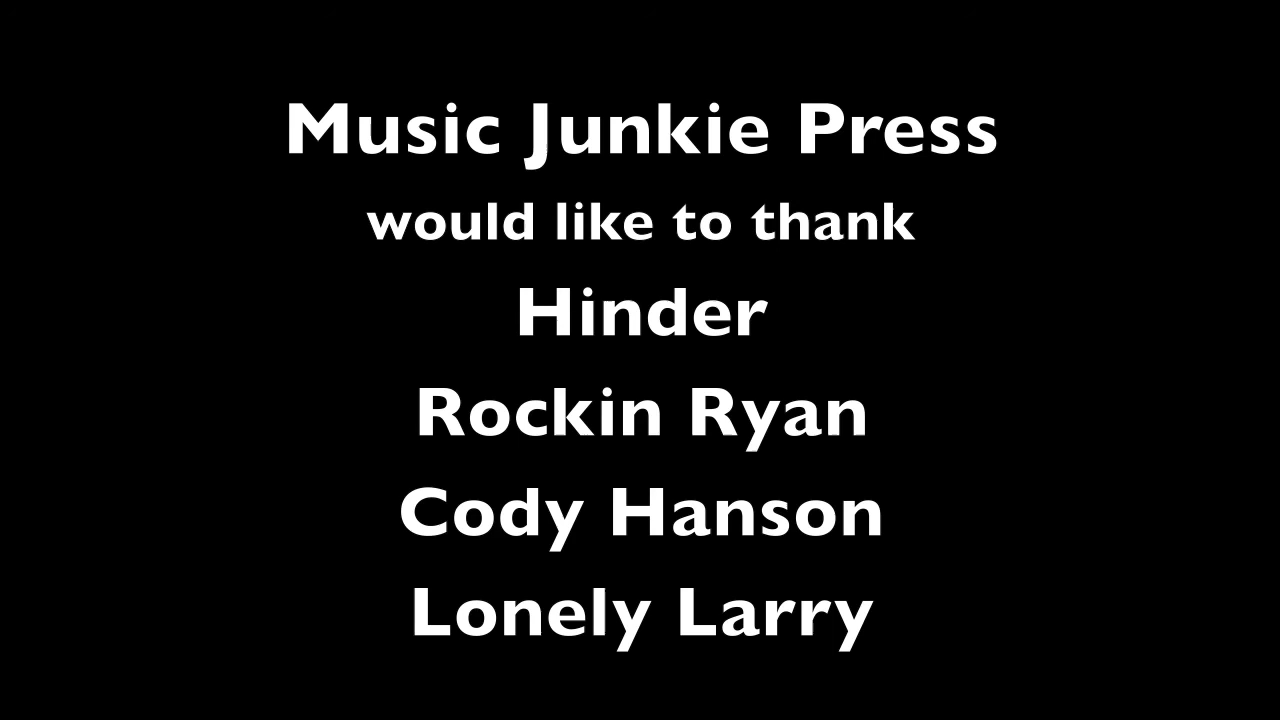 Music Junkie Press
would like to thank
Hinder
Rockin Ryan
Cody Hanson
Lonely Larry